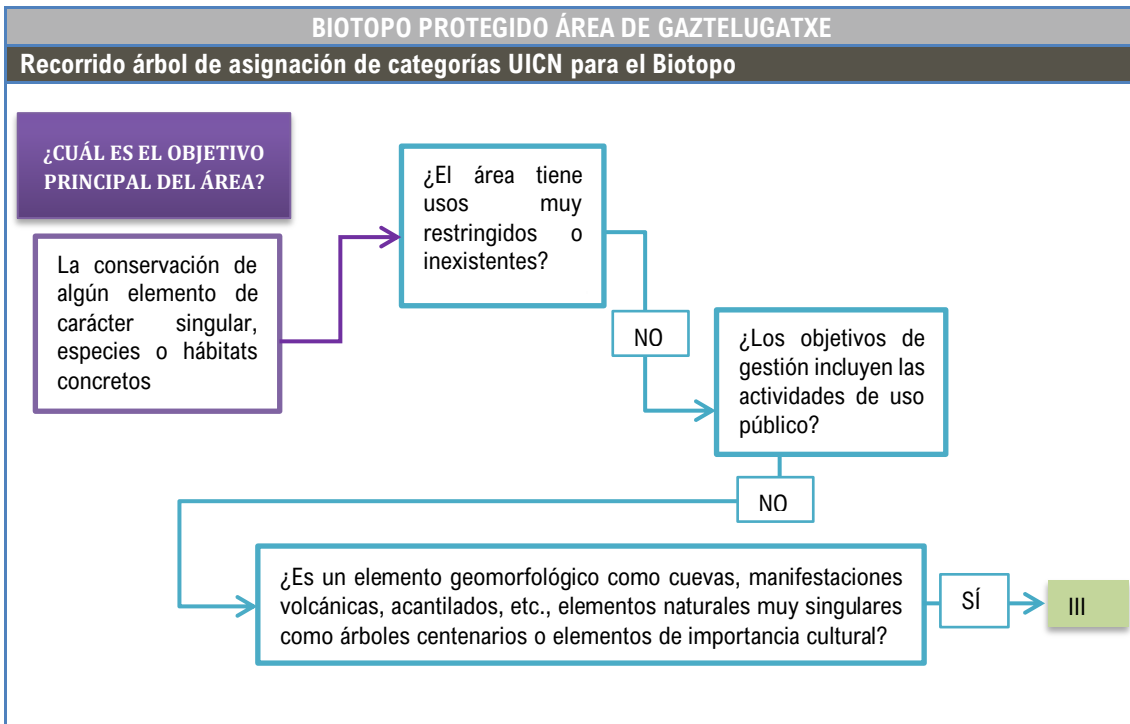 BIOTOPO PROTEGIDO ÁREA DE GAZTELUGATXE
Recorrido árbol de asignación de categorías UICN para el Biotopo
¿CUÁL ES EL OBJETIVO
PRINCIPAL DEL ÁREA?
La conservación de
algún elemento de
carácter singular,
especies o hábitats
concretos
¿El área tiene
usos muy
restringidos o
inexistentes?
NO
¿Los objetivos de
gestión incluyen las
actividades de uso
público?
NO
¿Es un elemento geomorfológico como cuevas, manifestaciones
volcánicas, acantilados, etc., elementos naturales muy singulares
como árboles centenarios o elementos de importancia cultural?
SÍ
III